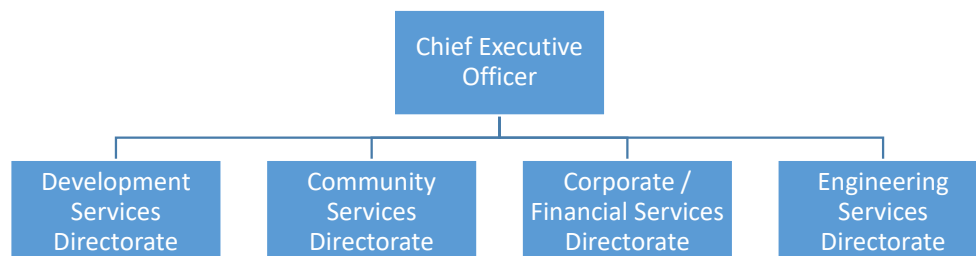 Chief Executive
Officer
Development
Services
Directorate
Community
Services
Directorate
Corporate /
Financial Services
Directorate
Engineering
Services
Directorate